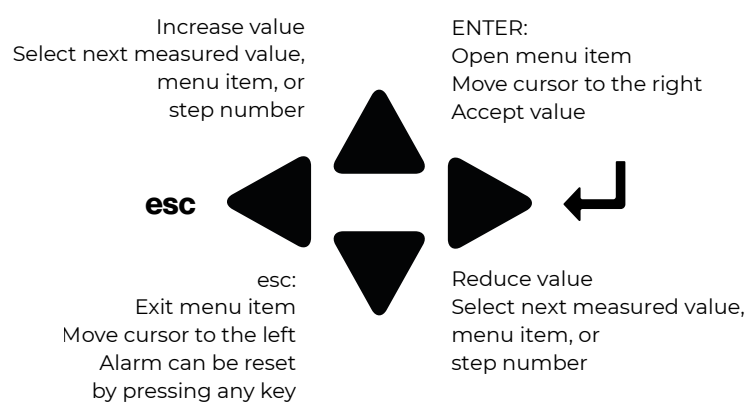 Increase value
Select next measured value,
menu item, or
step number
ENTER:
Open menu item
Move cursor to the right
Accept value
esc
esc:
Exit menu item
Move cursor to the left
Alarm can be reset
by pressing any key
Reduce value
Select next measured value,
menu item, or
step number